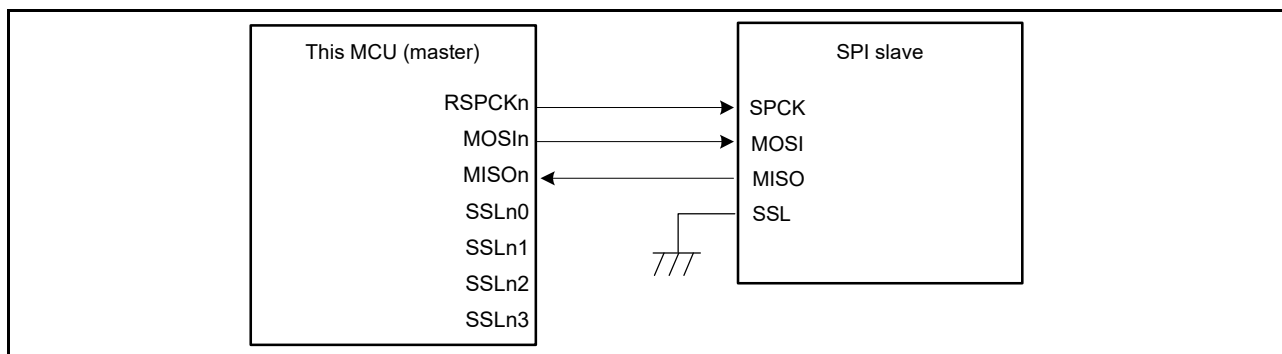 This MCU (master)
RSPCKn
MOSIn
MISOn
SSLn0
SSLn1
SSLn2
SSLn3
SPI slave
SPCK
MOSI
MISO
SSL